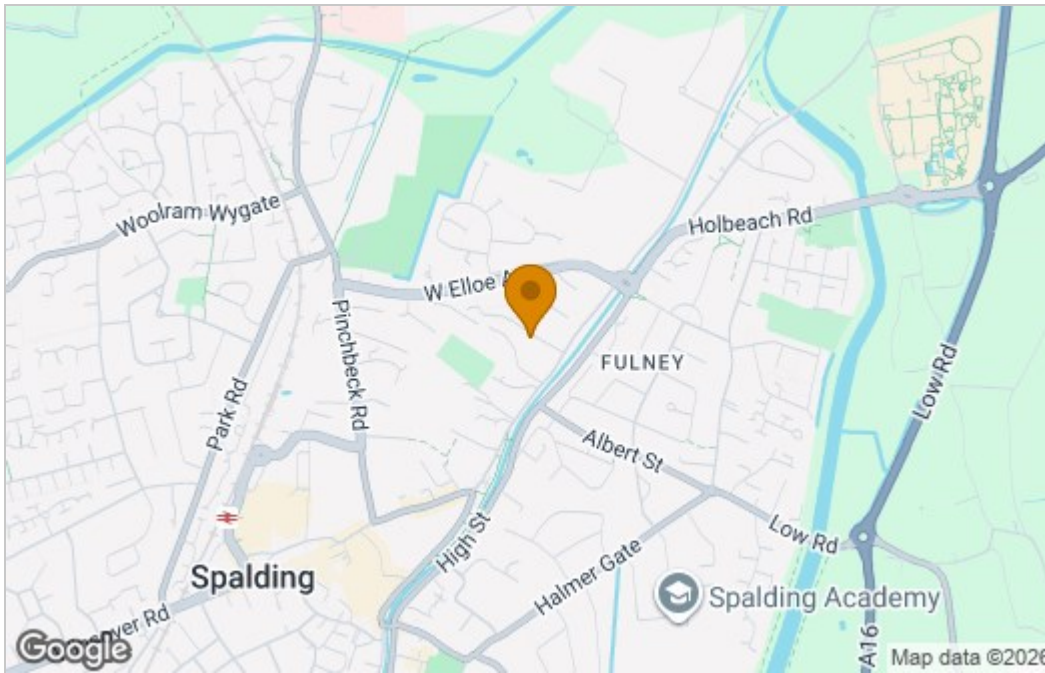 Woolram Wygate
Holbeach Rd
W Elloe A
Pinchbeck Rd
FULNEY
Park Rd
Low Rd
Albert St
High St
Low Rd
Halmer Gate
Spalding
Spalding Academy
Rd
A16
Google
Map data ©2026